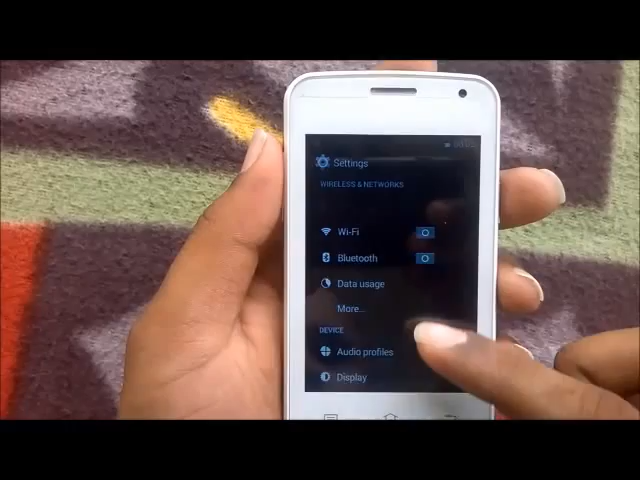 Settings
WIRELESS & NETWORKS
Wi-Fi
Bluetooth
Data usage
More...
DEVICE
Audio profiles
Display